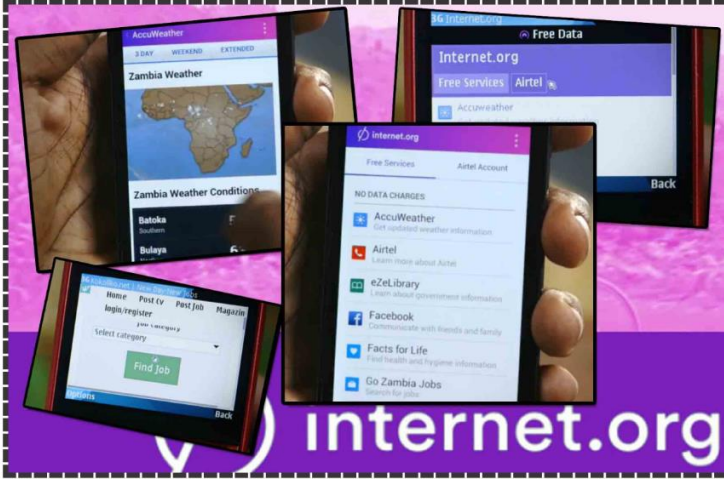 AccuWeather
3 DAY WEEKEND EXTENDED
Zambia Weather
Zambia Weather Conditions
Batoka
Southern
Bulaya
3G Internet.org
Free Data
Internet.org
Free Services Airtel
Accuweather
Back
internet.org
Free Services Airtel Account
NO DATA CHARGES
AccuWeather
Get updated weather information
Airtel
Learn more about Airtel
eZeLibrary
Learn about government information
Facebook
Communicate with friends and family
Facts for Life
Find health and hygiene information
Go Zambia Jobs
Search for jobs
Home Post Cv Post Job Magazin
login/register
Job category
Select category
Find Job
Options
Back
internet.org